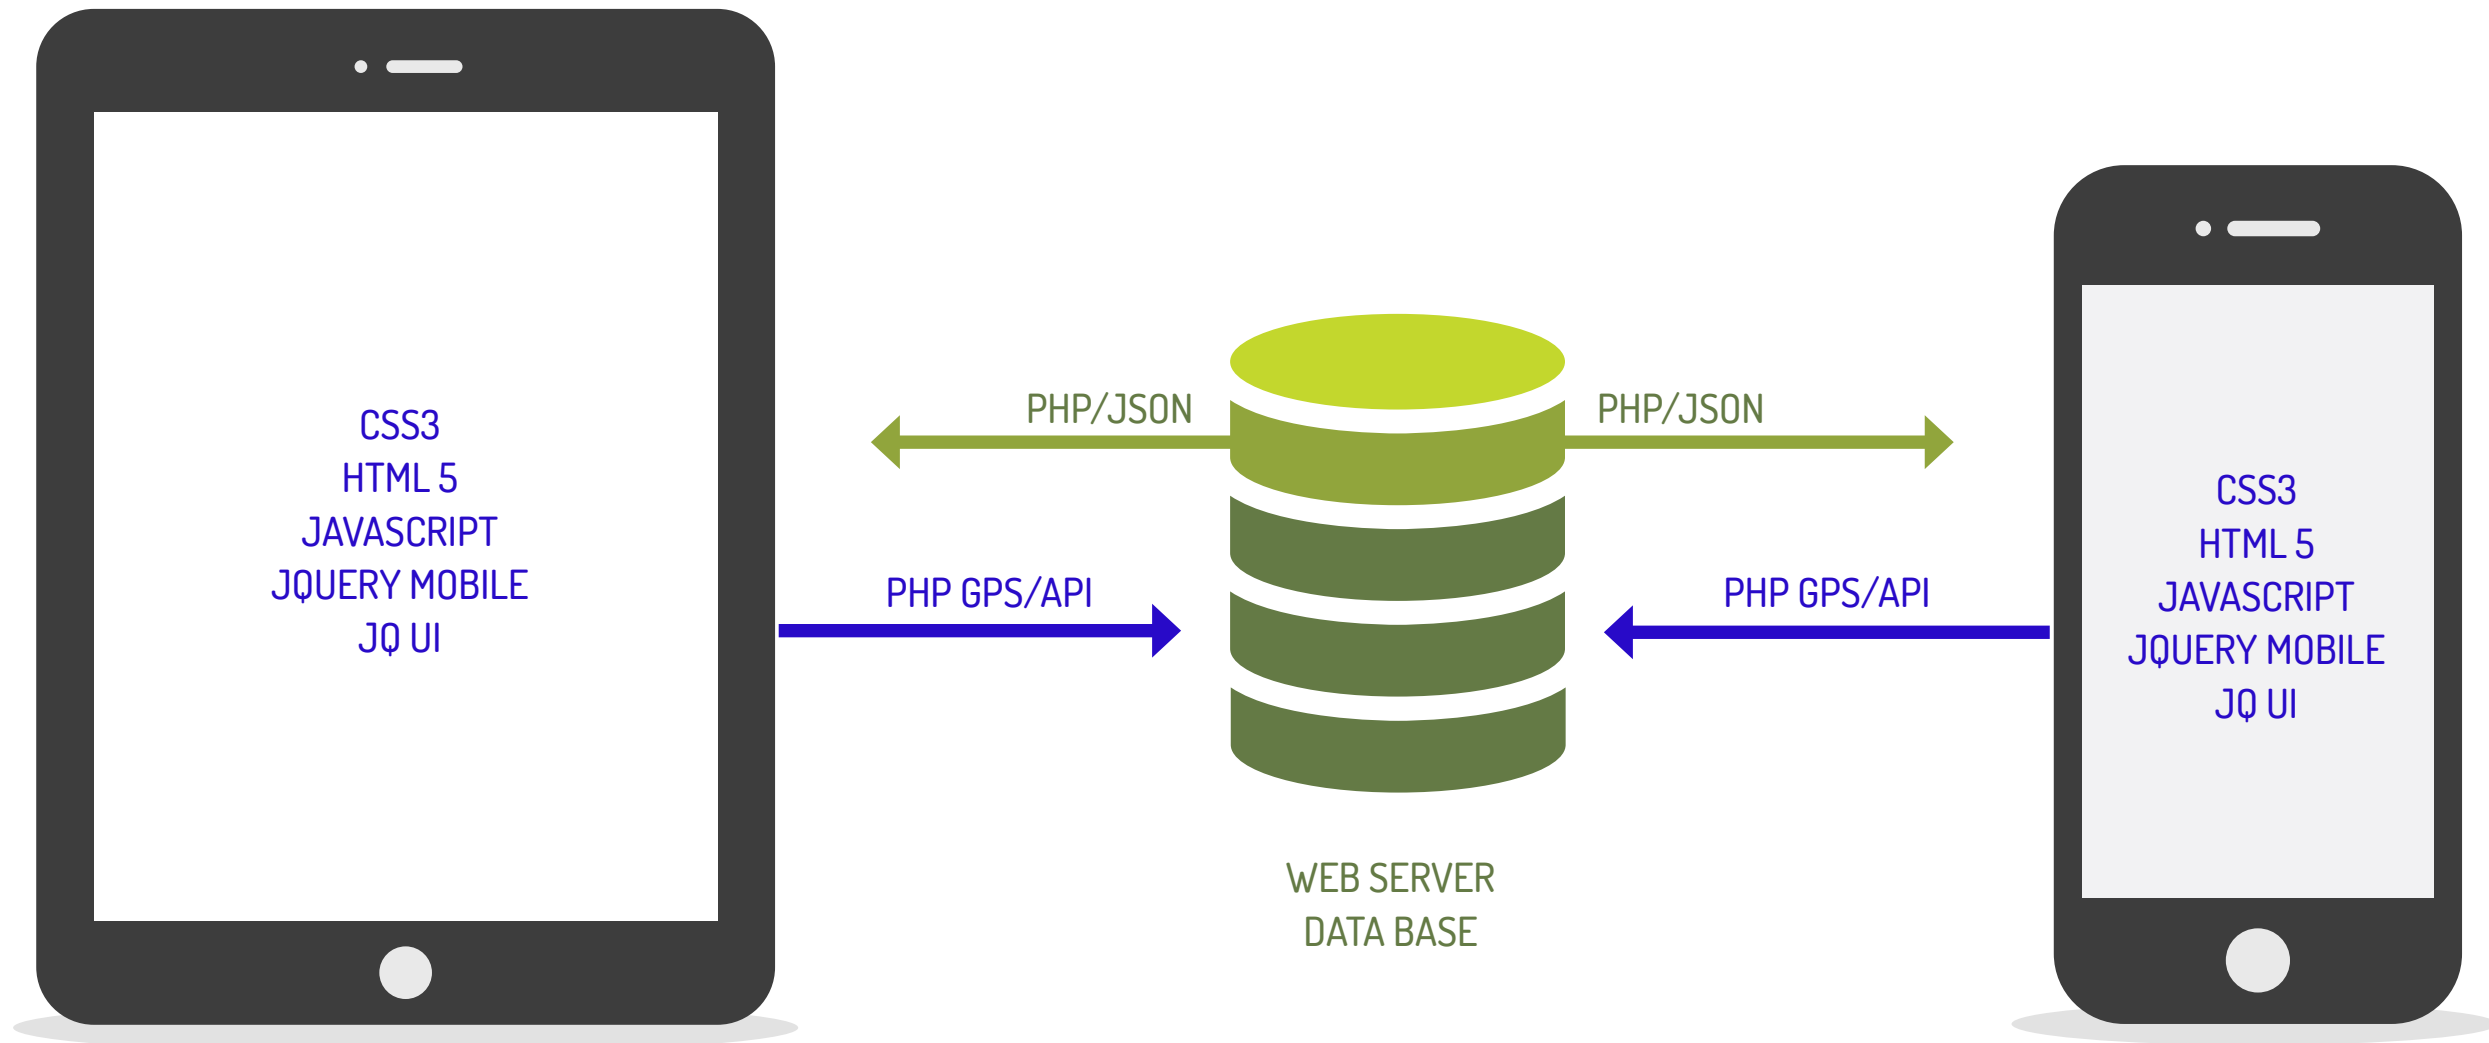 CSS3
HTML 5
JAVASCRIPT
JQUERY MOBILE
JQ UI
PHP/JSON
PHP GPS/API
WEB SERVER
DATA BASE
PHP/JSON
PHP GPS/API
CSS3
HTML 5
JAVASCRIPT
JQUERY MOBILE
JQ UI